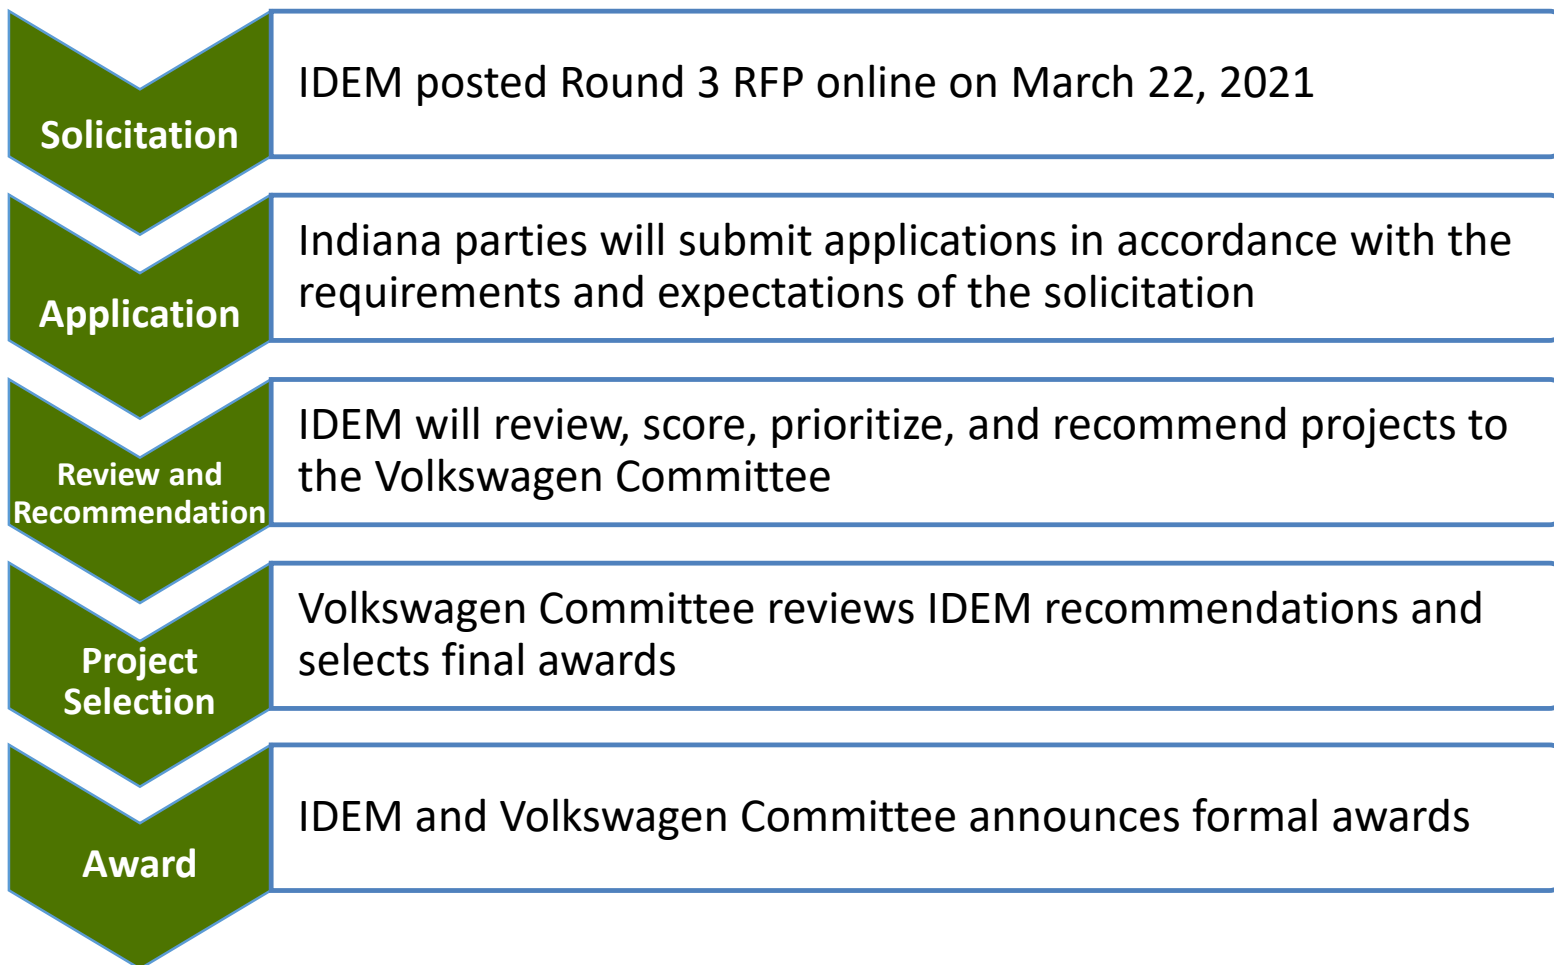 Solicitation
IDEM posted Round 3 RFP online on March 22, 2021
Application
Indiana parties will submit applications in accordance with the
requirements and expectations of the solicitation
Review and
Recommendation
IDEM will review, score, prioritize, and recommend projects to
the Volkswagen Committee
Project
Selection
Volkswagen Committee reviews IDEM recommendations and
selects final awards
Award
IDEM and Volkswagen Committee announces formal awards